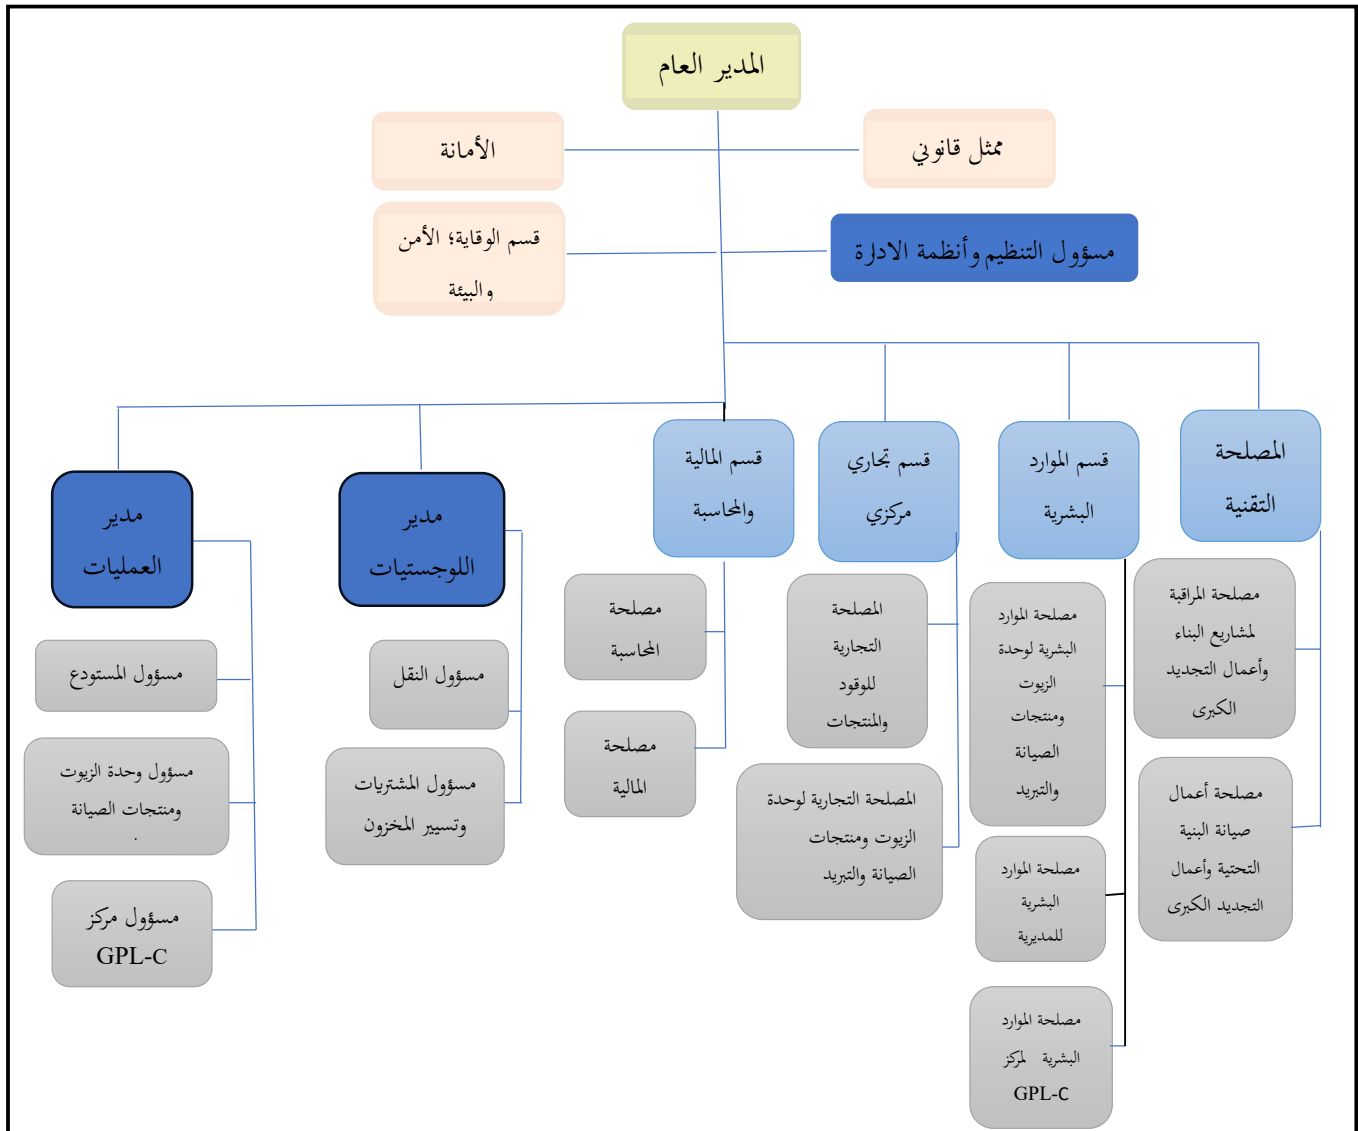 المدير العام
ممثل قانوني
الأمانة
مسؤول التنظيم وأنظمة الادارة
قسم الوقاية؛ الأمن
والبيئة
المصلحة
التقنية
قسم الموارد
البشرية
قسم تجاري
مركزي
قسم المالية
والمحاسبة
مدير
اللوجستيات
مدير
العمليات
مصلحة المراقبة
لمشاريع البناء
وأعمال التجديد
الكبرى
مصلحة أعمال
صيانة البنية
التحتية وأعمال
التجديد الكبرى
مصلحة الموارد
البشرية لوحدة
الزيوت
ومنتجات
الصيانة
والتبريد
مصلحة الموارد
البشرية
للمديرية
مصلحة الموارد
البشرية لمركز
GPL-C
المصلحة
التجارية
للوقود
والمنتجات
المصلحة التجارية لوحدة
الزيوت ومنتجات
الصيانة والتبريد
مصلحة
المحاسبة
مصلحة
المالية
مسؤول النقل
مسؤول المشتريات
وتسيير المخزون
مسؤول المستودع
مسؤول وحدة الزيوت
ومنتجات الصيانة
.
مسؤول مركز
GPL-C